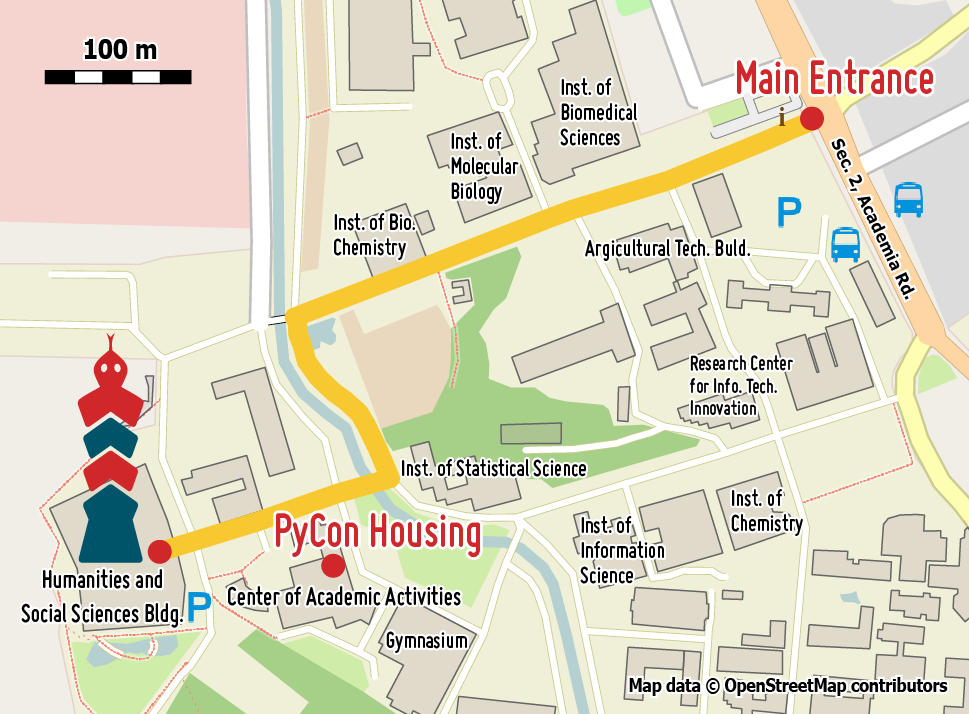 100 m
Main Entrance
i
Inst. of
Biomedical
Sciences
Inst. of
Molecular
Biology
Sec. 2, Academia Rd.
P
Inst. of Bio.
Chemistry
Argicultural Tech. Buld.
Research Center
for Info. Tech.
Innovation
Inst. of Statistical Science
Inst. of
Chemistry
PyCon Housing
Inst. of
Information
Science
Humanities and
Social Sciences Bldg.
P
Center of Academic Activities
Gymnasium
Map data © OpenStreetMap contributors